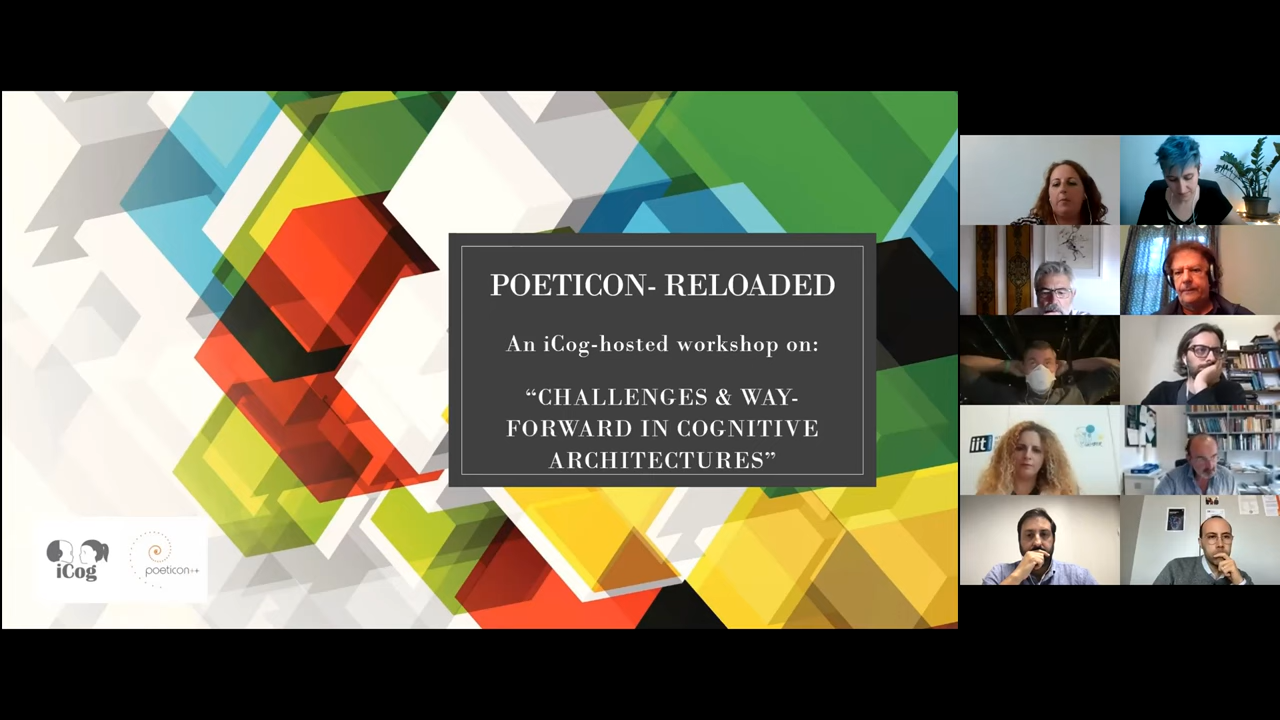 POETICON- RELOADED
An iCog-hosted workshop on:
“CHALLENGES & WAY-
FORWARD IN COGNITIVE
ARCHITECTURES”
iCog
poeticon++
iit